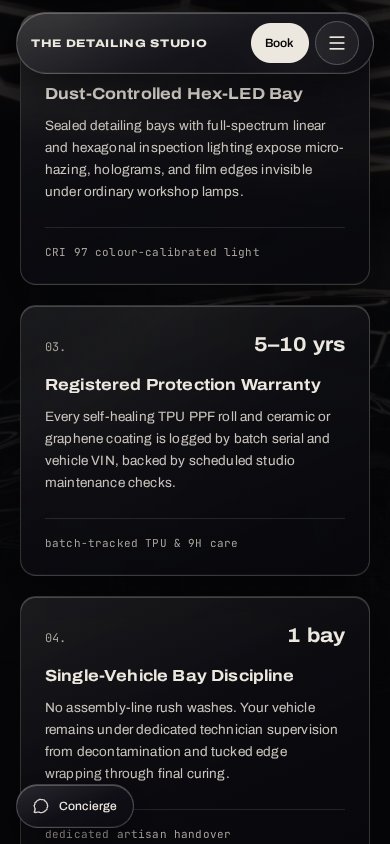 THE DETAILING STUDIO
Book
Dust-Controlled Hex-LED Bay
Sealed detailing bays with full-spectrum linear
and hexagonal inspection lighting expose micro-
hazing, holograms, and film edges invisible
under ordinary workshop lamps.
CRI 97 colour-calibrated light
03.
5–10 yrs
Registered Protection Warranty
Every self-healing TPU PPF roll and ceramic or
graphene coating is logged by batch serial and
vehicle VIN, backed by scheduled studio
maintenance checks.
batch-tracked TPU & 9H care
04.
1 bay
Single-Vehicle Bay Discipline
No assembly-line rush washes. Your vehicle
remains under dedicated technician supervision
from decontamination and tucked edge
wrapping through final curing.
Concierge
dedicated artisan handover